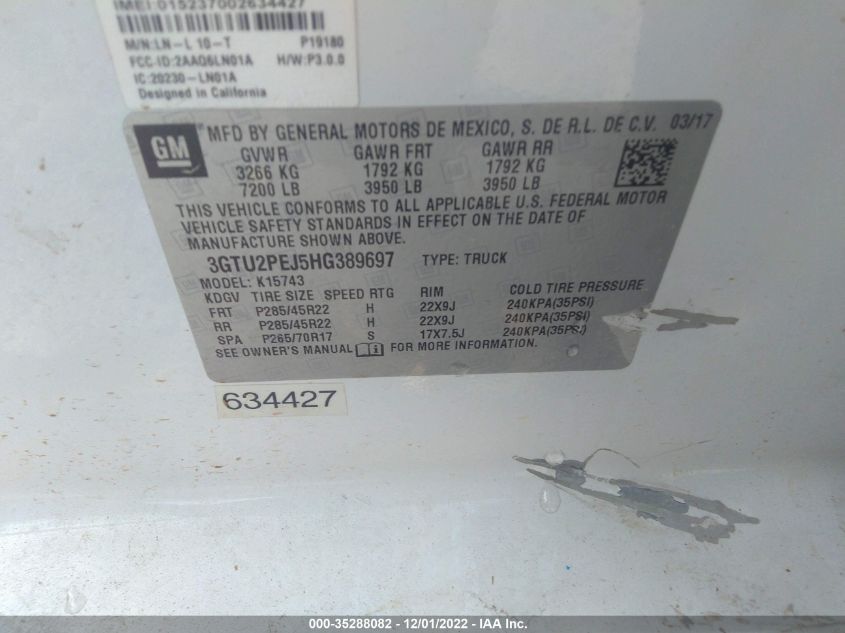 IMEI:015237002634427
M/N:LN-L 10-T P19180
FCC-ID:2AAQ6LN01A H/W:P3.0.0
IC:20230-LN01A
Designed in California
GM
MFD BY GENERAL MOTORS DE MEXICO, S. DE R.L. DE C.V. 03/17
GVWR GAWR FRT GAWR RR
3266 KG 1792 KG 1792 KG
7200 LB 3950 LB 3950 LB
THIS VEHICLE CONFORMS TO ALL APPLICABLE U.S. FEDERAL MOTOR
VEHICLE SAFETY STANDARDS IN EFFECT ON THE DATE OF
MANUFACTURE SHOWN ABOVE.
3GTU2PEJ5HG389697 TYPE: TRUCK
MODEL: K15743
KDGV TIRE SIZE SPEED RTG RIM COLD TIRE PRESSURE
FRT P285/45R22 H 22X9J 240KPA(35PSI)
RR P285/45R22 H 22X9J 240KPA(35PSI)
SPA P265/70R17 S 17X7.5J 240KPA(35PSI)
SEE OWNER'S MANUAL FOR MORE INFORMATION.
634427
000-35288082 - 12/01/2022 - IAA Inc.